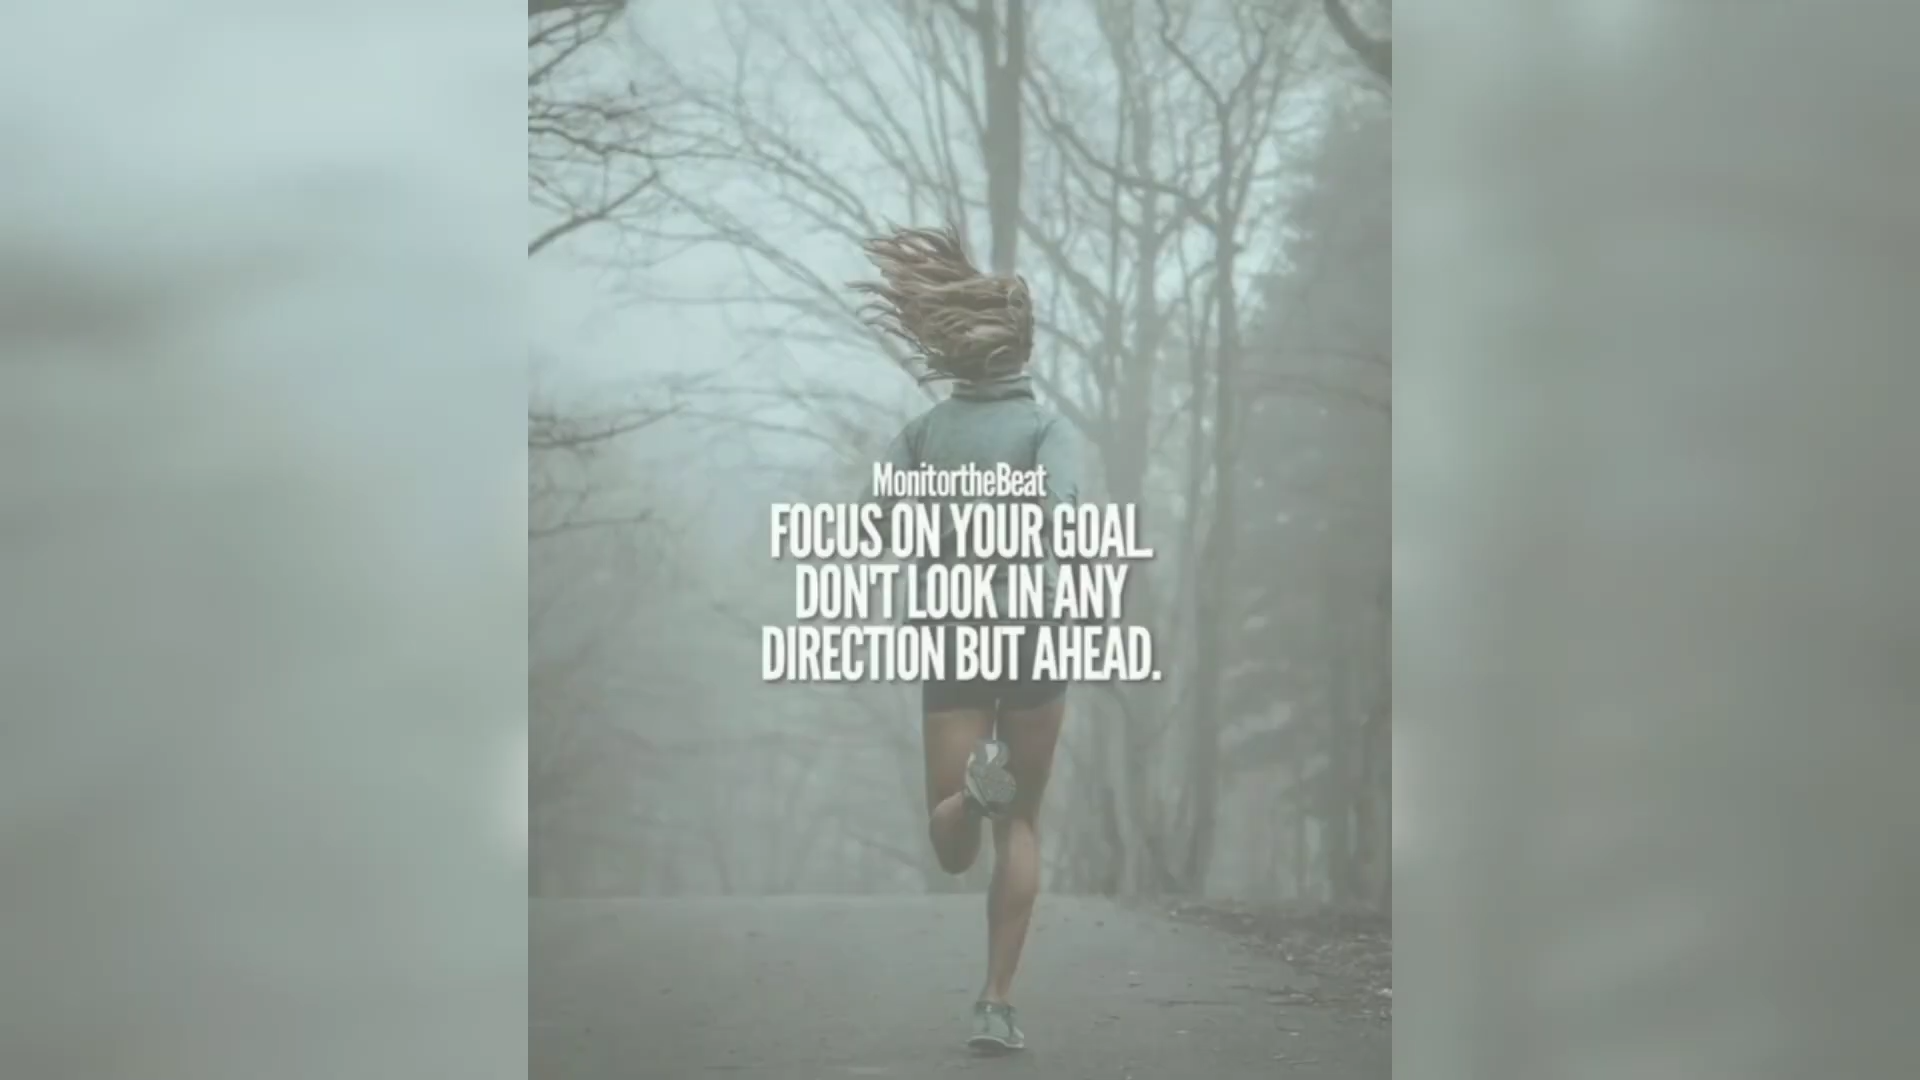 MonitortheBeat
FOCUS ON YOUR GOAL.
DON'T LOOK IN ANY
DIRECTION BUT AHEAD.